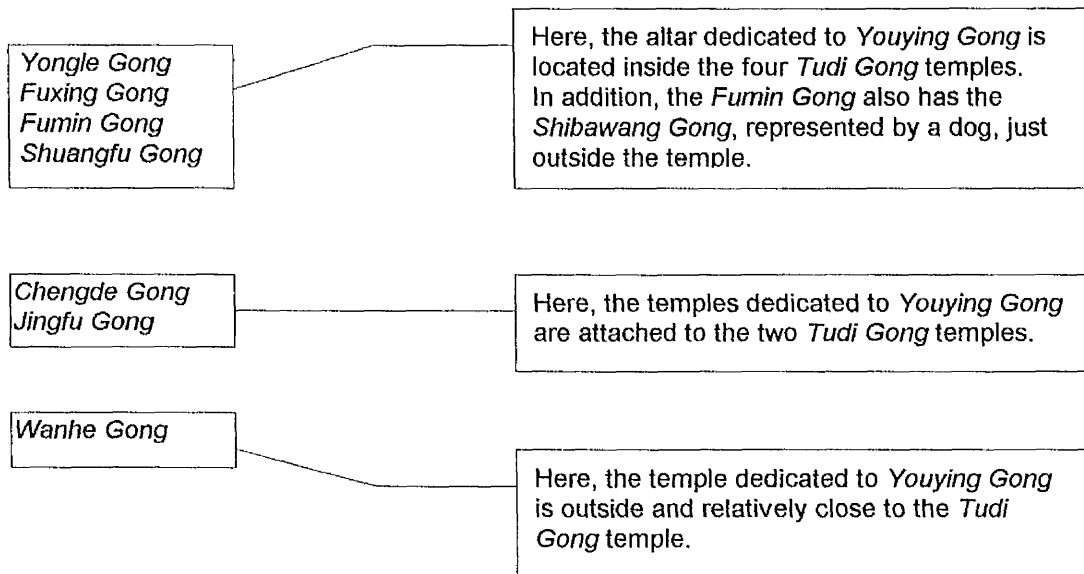 Yongle Gong
Fuxing Gong
Fumin Gong
Shuangfu Gong
Here, the altar dedicated to Youying Gong is
located inside the four Tudi Gong temples.
In addition, the Fumin Gong also has the
Shibawang Gong, represented by a dog, just
outside the temple.
Chengde Gong
Jingfu Gong
Here, the temples dedicated to Youying Gong
are attached to the two Tudi Gong temples.
Wanhe Gong
Here, the temple dedicated to Youying Gong
is outside and relatively close to the Tudi
Gong temple.